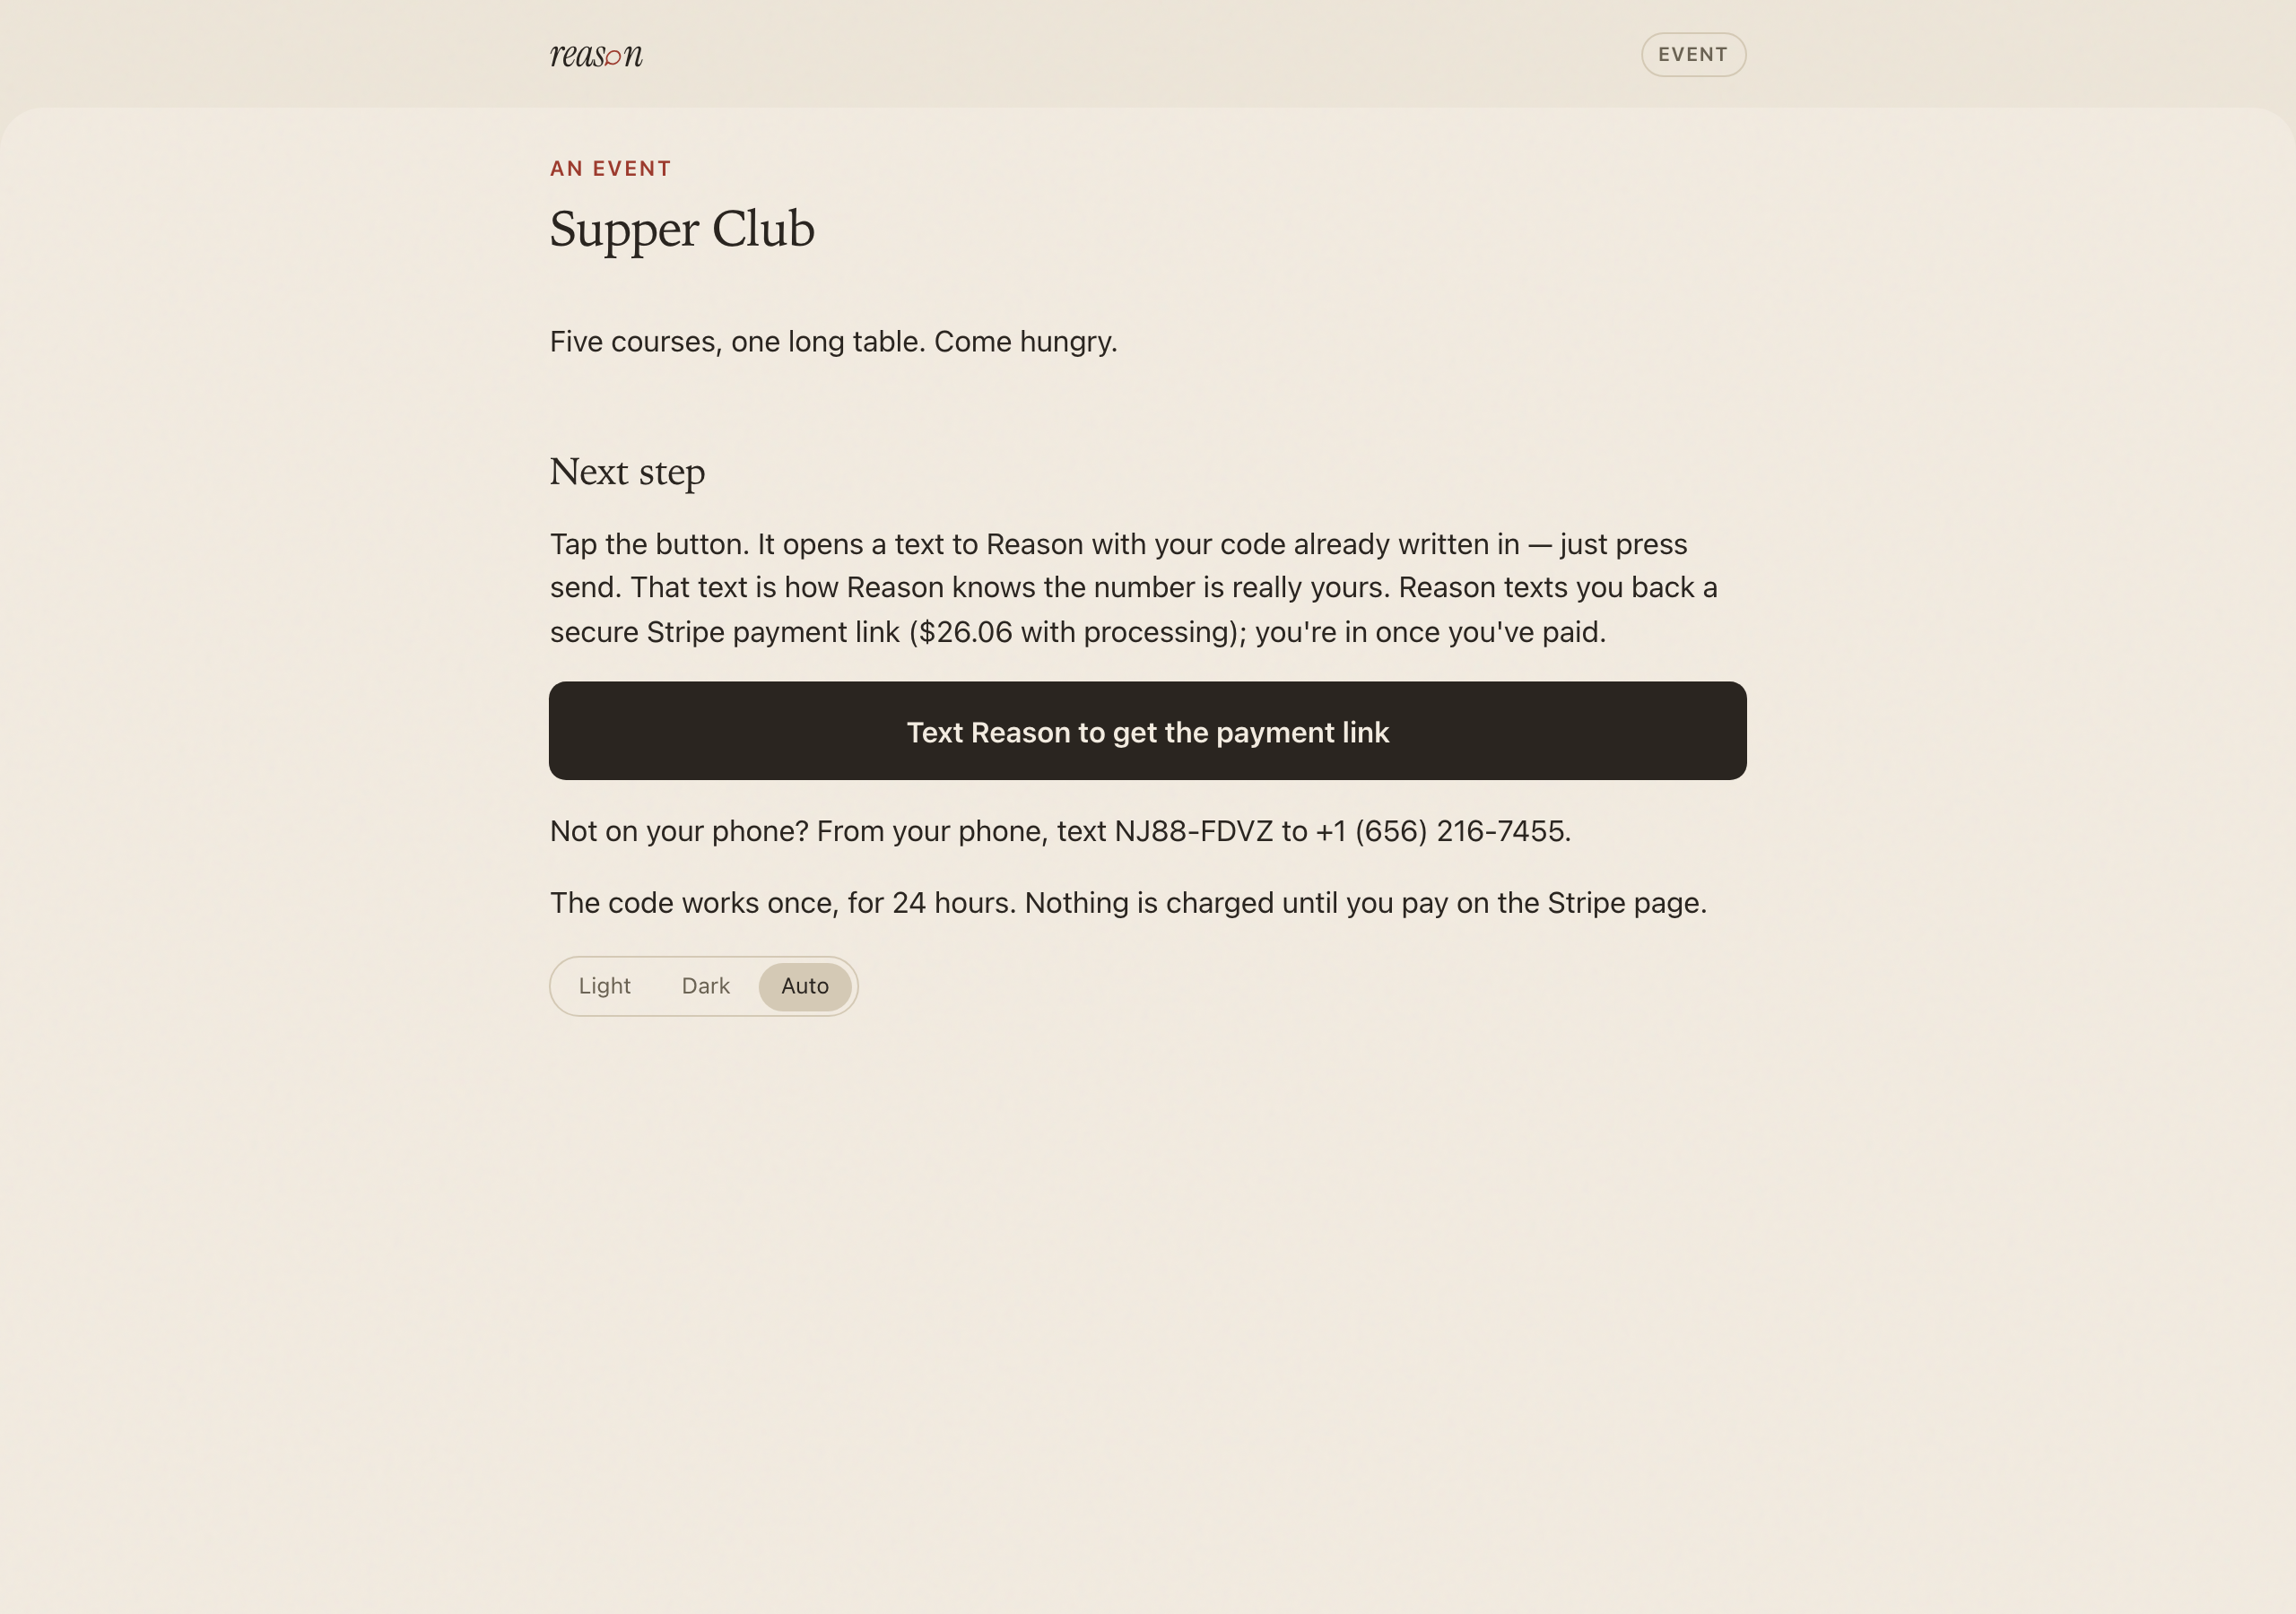 reason
EVENT
AN EVENT
Supper Club
Five courses, one long table. Come hungry.
Next step
Tap the button. It opens a text to Reason with your code already written in — just press
send. That text is how Reason knows the number is really yours. Reason texts you back a
secure Stripe payment link ($26.06 with processing); you're in once you've paid.
Text Reason to get the payment link
Not on your phone? From your phone, text NJ88-FDVZ to +1 (656) 216-7455.
The code works once, for 24 hours. Nothing is charged until you pay on the Stripe page.
Light Dark Auto